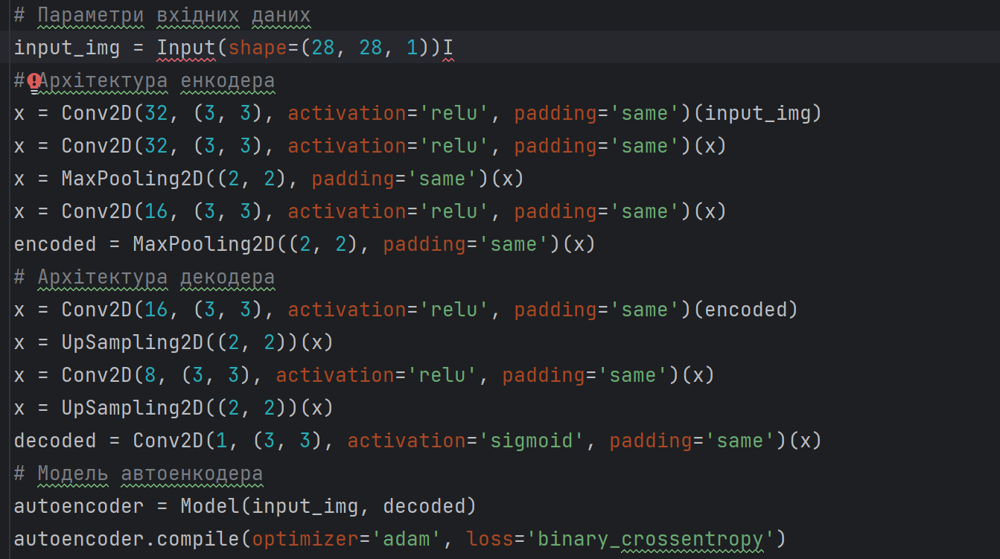 # Параметри вхідних даних
input_img = Input(shape=(28, 28, 1))I
# Архітектура енкодера
x = Conv2D(32, (3, 3), activation='relu', padding='same')(input_img)
x = Conv2D(32, (3, 3), activation='relu', padding='same')(x)
x = MaxPooling2D((2, 2), padding='same')(x)
x = Conv2D(16, (3, 3), activation='relu', padding='same')(x)
encoded = MaxPooling2D((2, 2), padding='same')(x)
# Архітектура декодера
x = Conv2D(16, (3, 3), activation='relu', padding='same')(encoded)
x = UpSampling2D((2, 2))(x)
x = Conv2D(8, (3, 3), activation='relu', padding='same')(x)
x = UpSampling2D((2, 2))(x)
decoded = Conv2D(1, (3, 3), activation='sigmoid', padding='same')(x)
# Модель автоенкодера
autoencoder = Model(input_img, decoded)
autoencoder.compile(optimizer='adam', loss='binary_crossentropy')